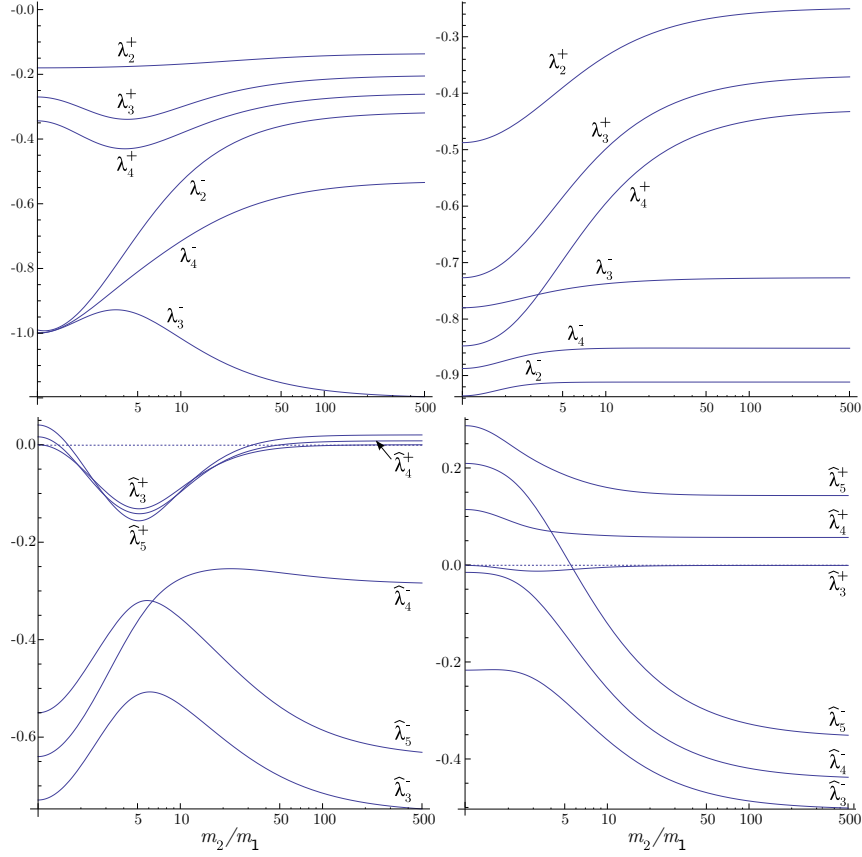 -0.0
-0.2
-0.4
-0.6
-0.8
-1.0
λ₂⁺
λ₃⁺
λ₄⁺
λ₂⁻
λ₄⁻
λ₃⁻
5 10 50 100 500
-0.3
-0.4
-0.5
-0.6
-0.7
-0.8
-0.9
λ₂⁺
λ₃⁺
λ₄⁺
λ₃⁻
λ₄⁻
λ₂⁻
5 10 50 100 500
0.0
-0.2
-0.4
-0.6
λ̂₃⁺
λ̂₅⁺
λ̂₄⁺
λ̂₄⁻
λ̂₅⁻
λ̂₃⁻
5 10 50 100 500
m₂/m₁
0.2
0.0
-0.2
-0.4
λ̂₅⁺
λ̂₄⁺
λ̂₃⁺
λ̂₅⁻
λ̂₄⁻
λ̂₃⁻
5 10 50 100 500
m₂/m₁